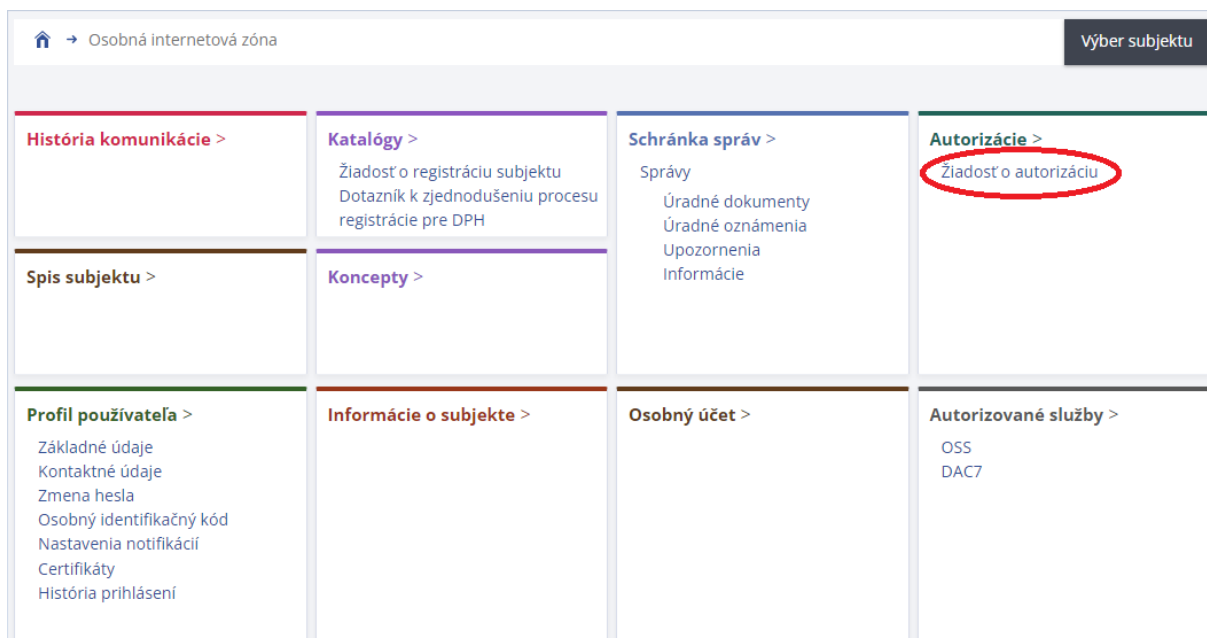 Osobná internetová zóna
Výber subjektu
História komunikácie >
Katalógy >
Žiadosť o registráciu subjektu
Dotazník k zjednodušeniu procesu
registrácie pre DPH
Schránka správ >
Správy
Úradné dokumenty
Úradné oznámenia
Upozornenia
Informácie
Autorizácie >
Žiadosť o autorizáciu
Spis subjektu >
Koncepty >
Profil používateľa >
Základné údaje
Kontaktné údaje
Zmena hesla
Osobný identifikačný kód
Nastavenia notifikácií
Certifikáty
História prihlásení
Informácie o subjekte >
Osobný účet >
Autorizované služby >
OSS
DAC7